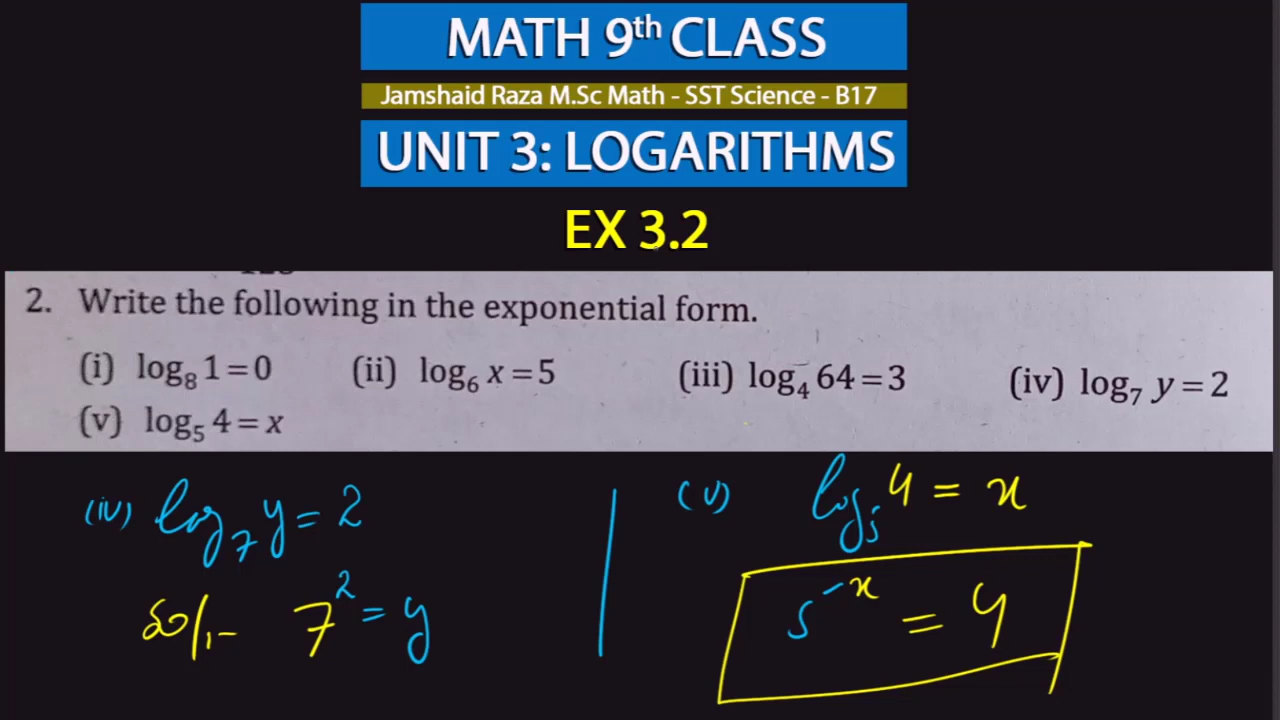 MATH 9th CLASS
Jamshaid Raza M.Sc Math - SST Science - B17
UNIT 3: LOGARITHMS
EX 3.2
2. Write the following in the exponential form.
(i) log₈ 1 = 0 (ii) log₆ x = 5 (iii) log₄ 64 = 3 (iv) log₇ y = 2
(v) log₅ 4 = x
(iv) log₇ y = 2 (v) log₅ 4 = x
Sol:- 7² = y 5ˣ = 4